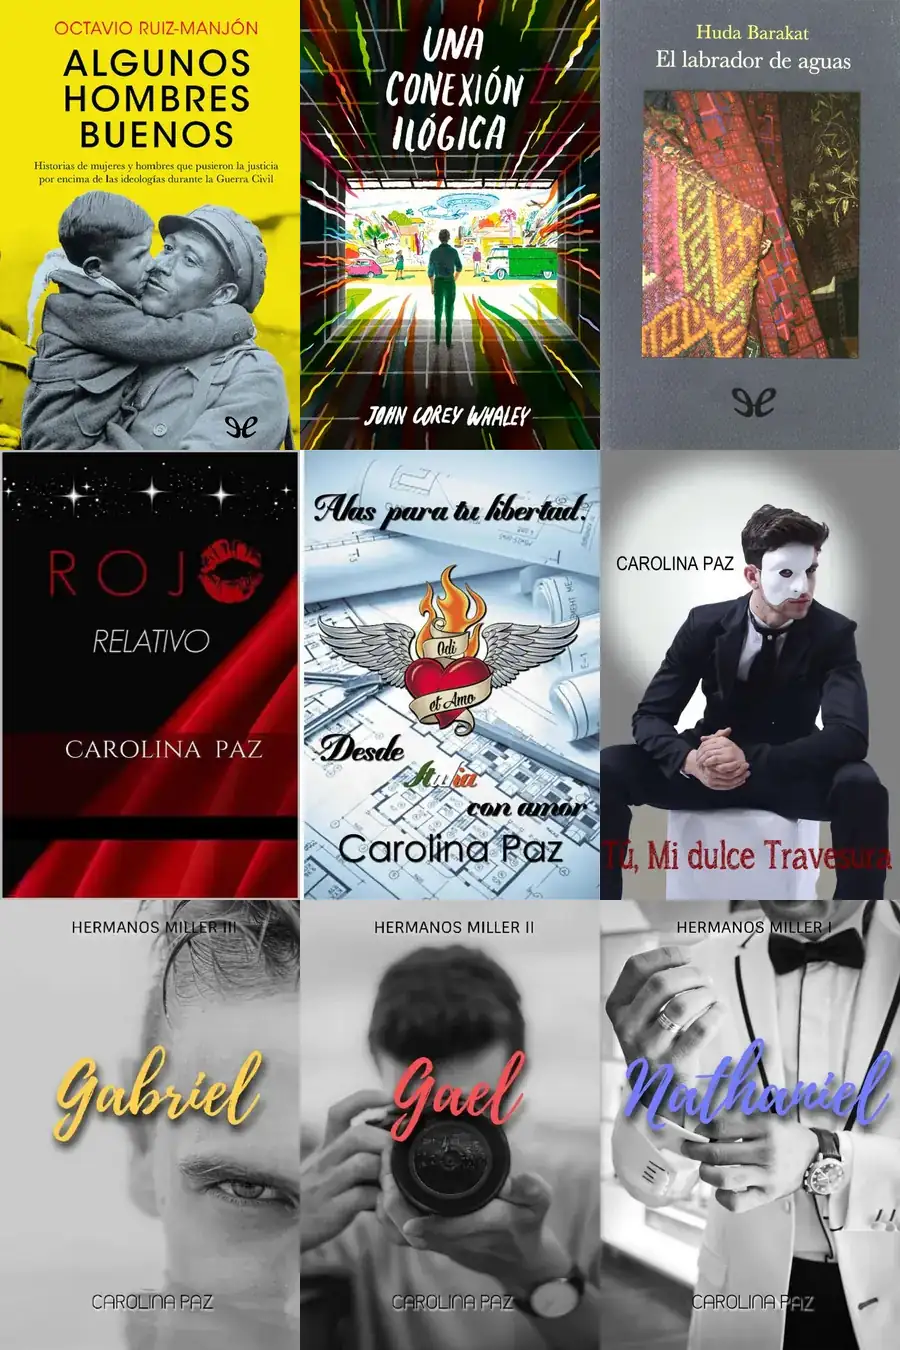 OCTAVIO RUIZ-MANJÓN
ALGUNOS
HOMBRES
BUENOS
Historias de mujeres y hombres que pusieron la justicia
por encima de las ideologías durante la Guerra Civil
UNA
CONEXIÓN
ILÓGICA
JOHN COREY WHALEY
Huda Barakat
El labrador de aguas
ROJO
RELATIVO
CAROLINA PAZ
Alas para tu libertad.
Odi
et Amo
Desde
Italia
con amor
Carolina Paz
CAROLINA PAZ
Tú, Mi dulce Travesura
HERMANOS MILLER III
Gabriel
CAROLINA PAZ
HERMANOS MILLER II
Gael
CAROLINA PAZ
HERMANOS MILLER I
Nathaniel
CAROLINA PAZ